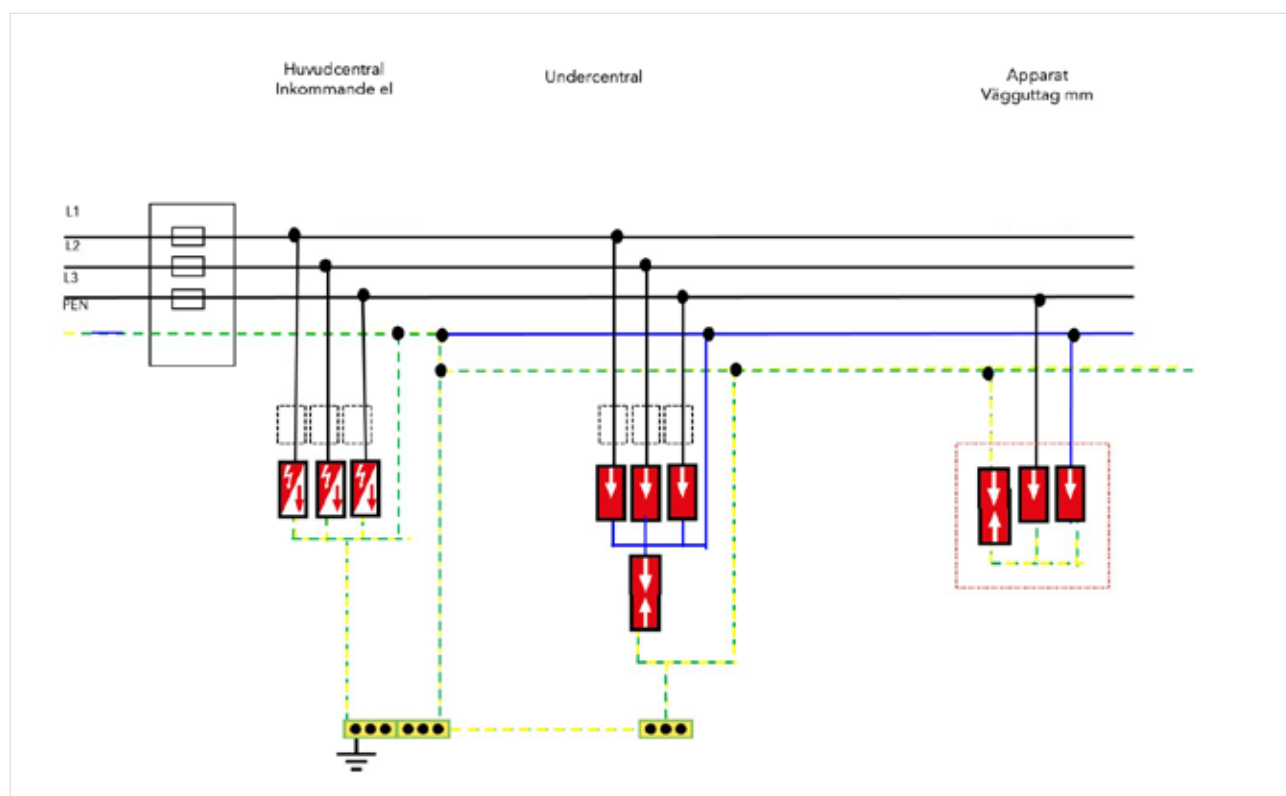 Huvudcentral
Inkommande el
Undercentral
Apparat
Vägguttag mm
L1
L2
L3
PEN